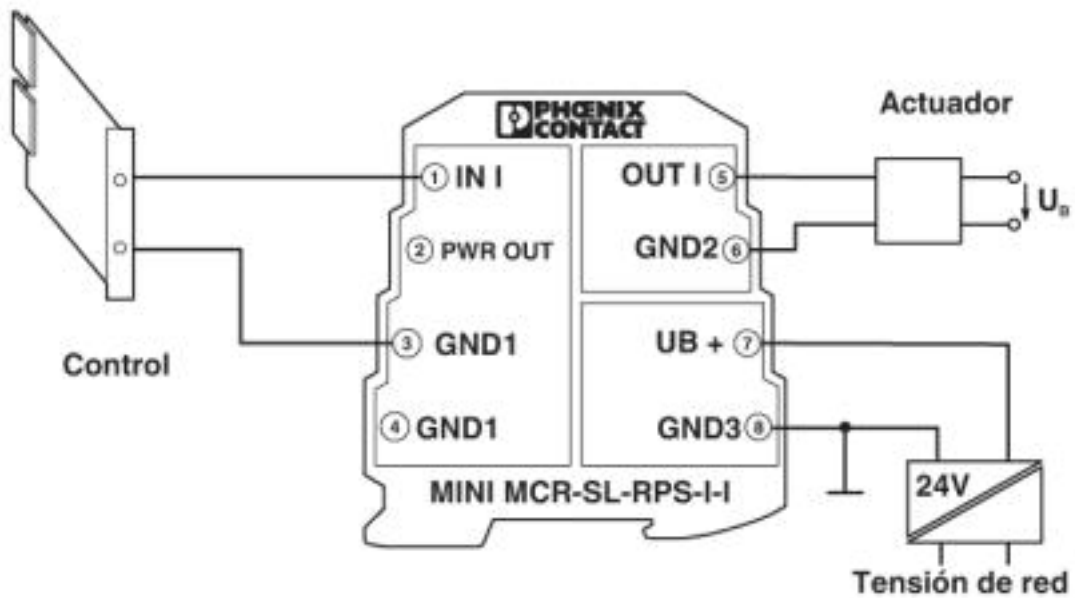 PHŒNIX
CONTACT
Actuador
1 IN I
OUT I 5
U_B
2 PWR OUT
GND2 6
3 GND1
UB + 7
Control
4 GND1
GND3 8
24V
MINI MCR-SL-RPS-I-I
Tensión de red